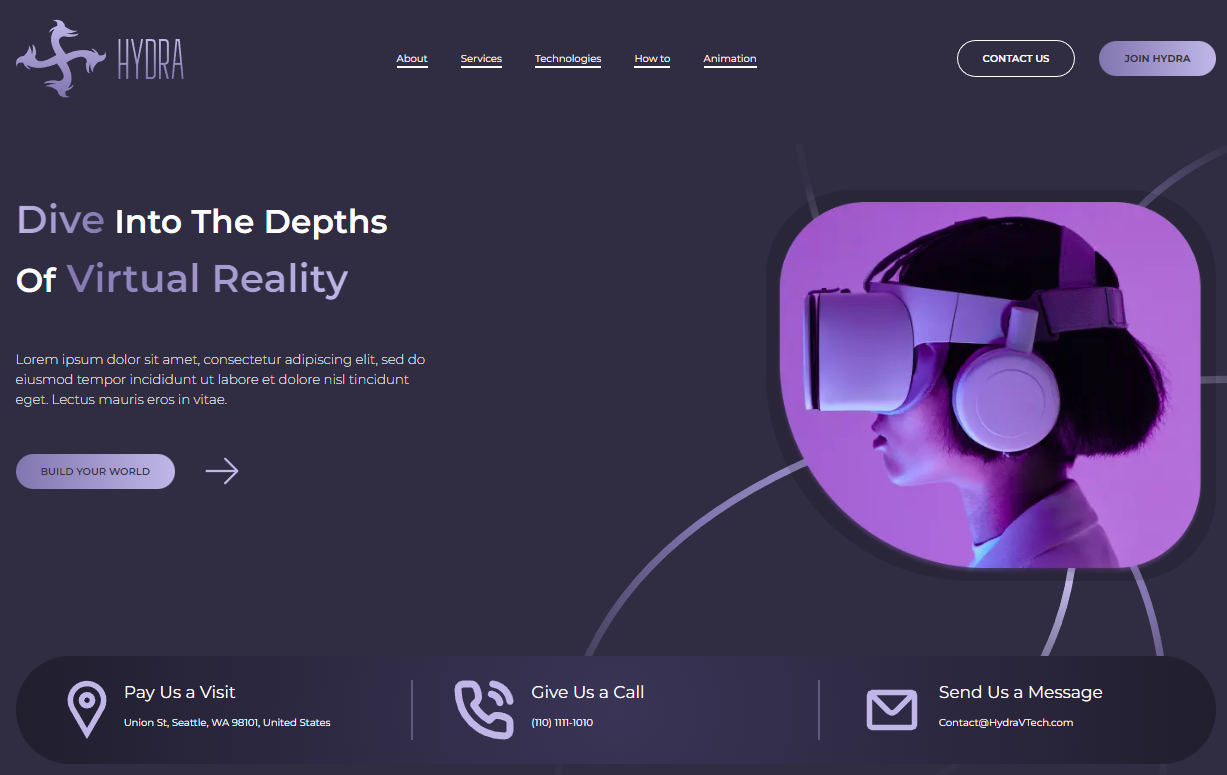 HYDRA
About
Services
Technologies
How to
Animation
CONTACT US
JOIN HYDRA
Dive Into The Depths
Of Virtual Reality
Lorem ipsum dolor sit amet, consectetur adipiscing elit, sed do
eiusmod tempor incididunt ut labore et dolore nisl tincidunt
eget. Lectus mauris eros in vitae.
BUILD YOUR WORLD
Pay Us a Visit
Union St, Seattle, WA 98101, United States
Give Us a Call
(110) 1111-1010
Send Us a Message
Contact@HydraVTech.com